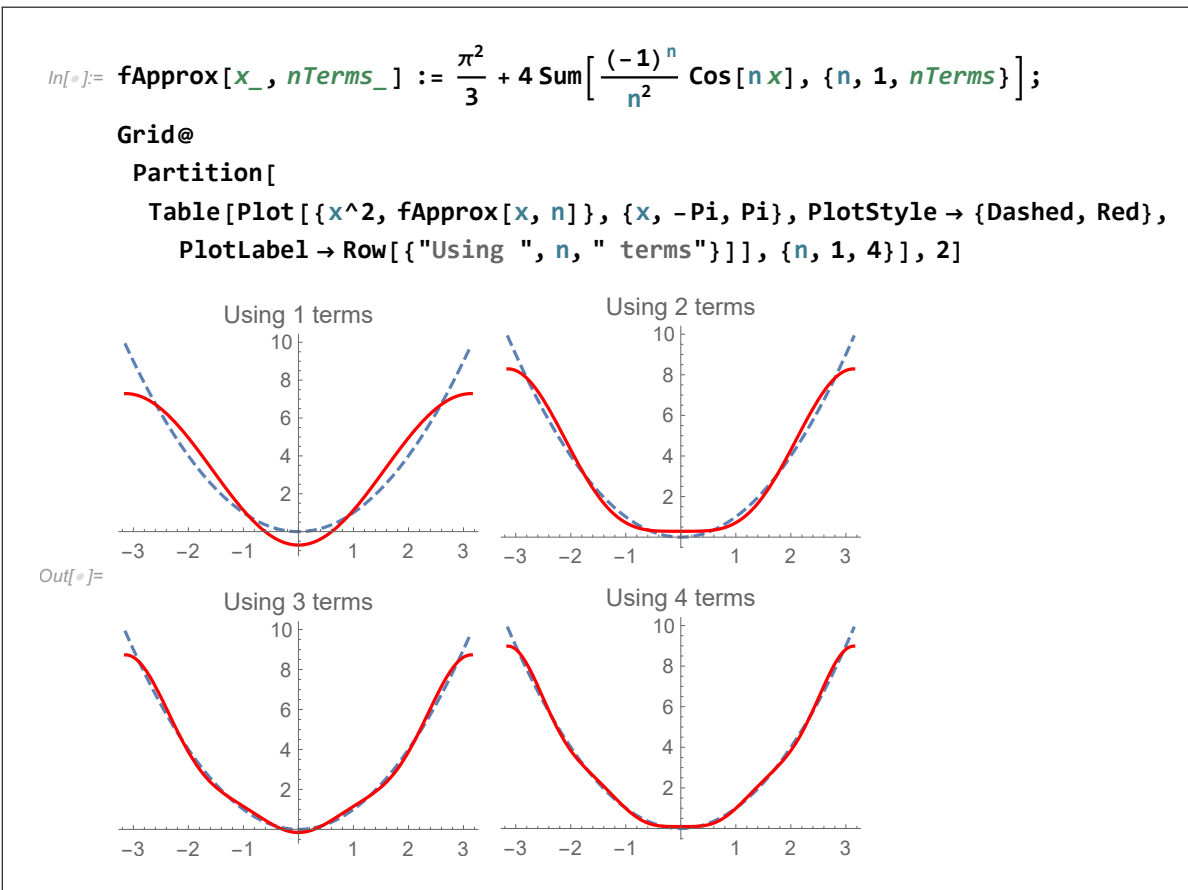 In[•]:= fApprox[x_, nTerms_] := π²/3 + 4 Sum[(-1)^n/n² Cos[n x], {n, 1, nTerms}];
Grid@
Partition[
Table[Plot[{x^2, fApprox[x, n]}, {x, -Pi, Pi}, PlotStyle → {Dashed, Red},
PlotLabel → Row[{"Using ", n, " terms"}]], {n, 1, 4}], 2]
Out[•]=
Using 1 terms
10
8
6
4
2
-3 -2 -1 1 2 3
Using 2 terms
10
8
6
4
2
-3 -2 -1 1 2 3
Using 3 terms
10
8
6
4
2
-3 -2 -1 1 2 3
Using 4 terms
10
8
6
4
2
-3 -2 -1 1 2 3